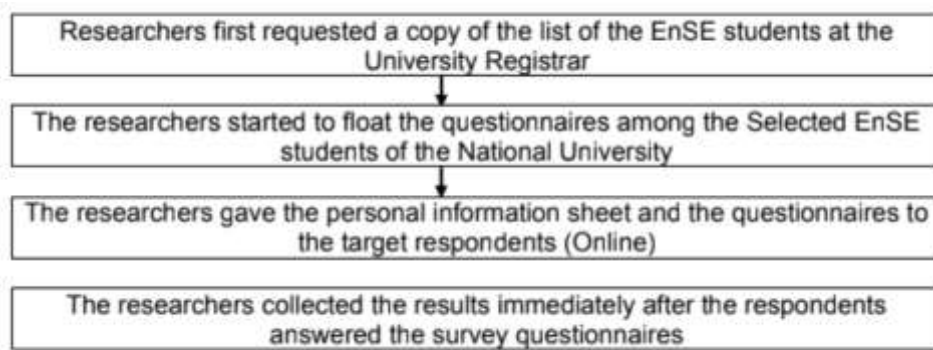 Researchers first requested a copy of the list of the EnSE students at the
University Registrar
The researchers started to float the questionnaires among the Selected EnSE
students of the National University
The researchers gave the personal information sheet and the questionnaires to
the target respondents (Online)
The researchers collected the results immediately after the respondents
answered the survey questionnaires